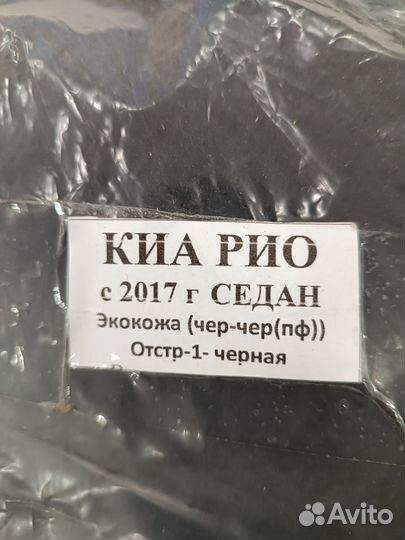 КИА РИО
с 2017 г СЕДАН
Экокожа (чер-чер(пф))
Отстр-1- черная
Avito